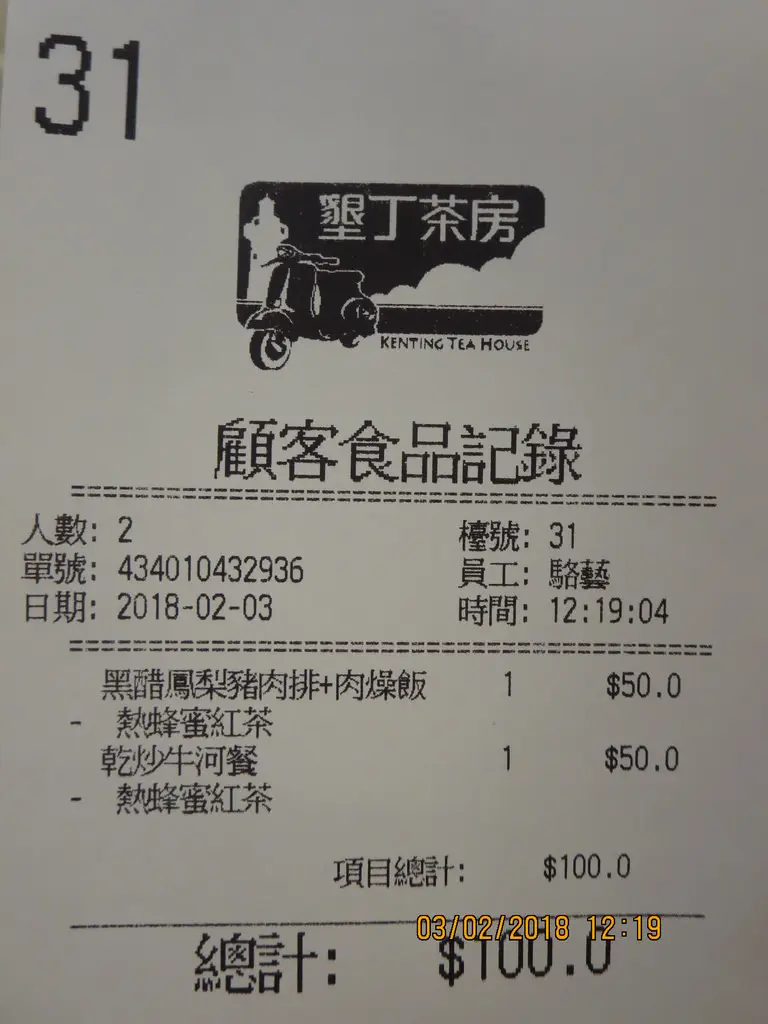 31
墾丁茶房
KENTING TEA HOUSE
顧客食品記錄
人數: 2 檯號: 31
單號: 434010432936 員工: 駱藝
日期: 2018-02-03 時間: 12:19:04
黑醋鳳梨豬肉排+肉燥飯 1 $50.0
- 熱蜂蜜紅茶
乾炒牛河餐 1 $50.0
- 熱蜂蜜紅茶
項目總計: $100.0
03/02/2018 12:19
總計: $100.0